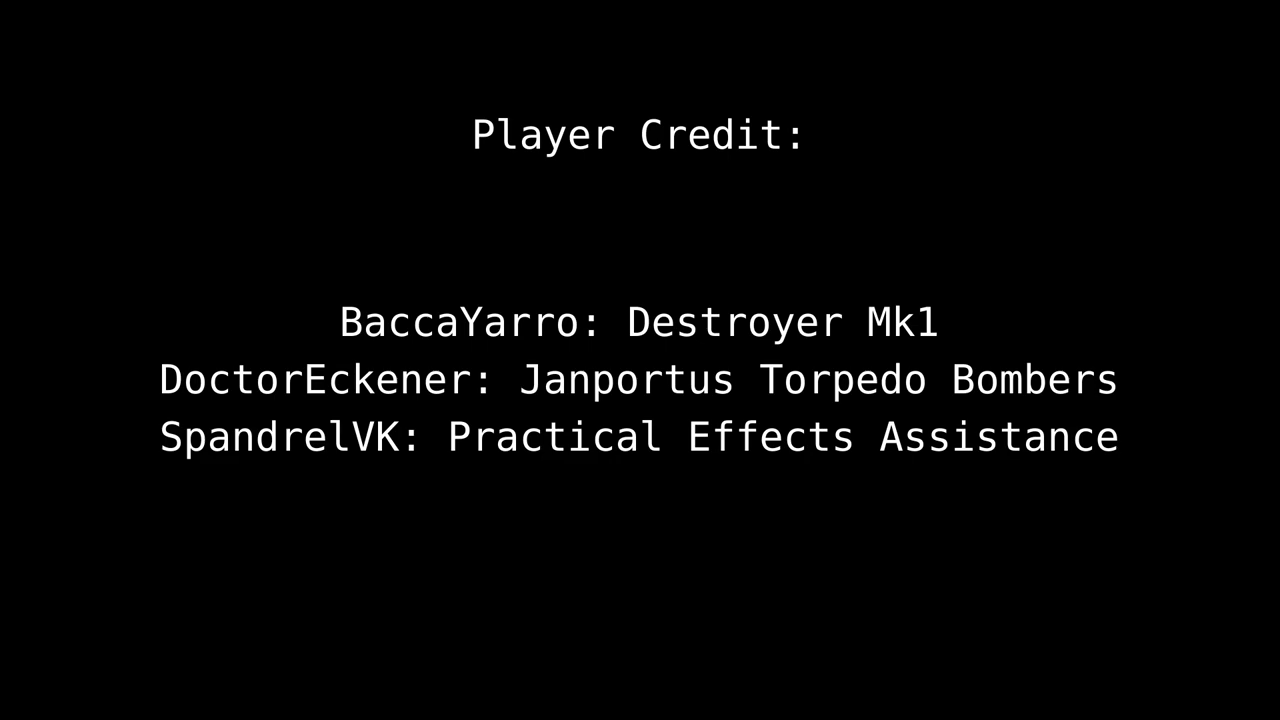 Player Credit:
BaccaYarro: Destroyer Mk1
DoctorEckener: Janportus Torpedo Bombers
SpandrelVK: Practical Effects Assistance